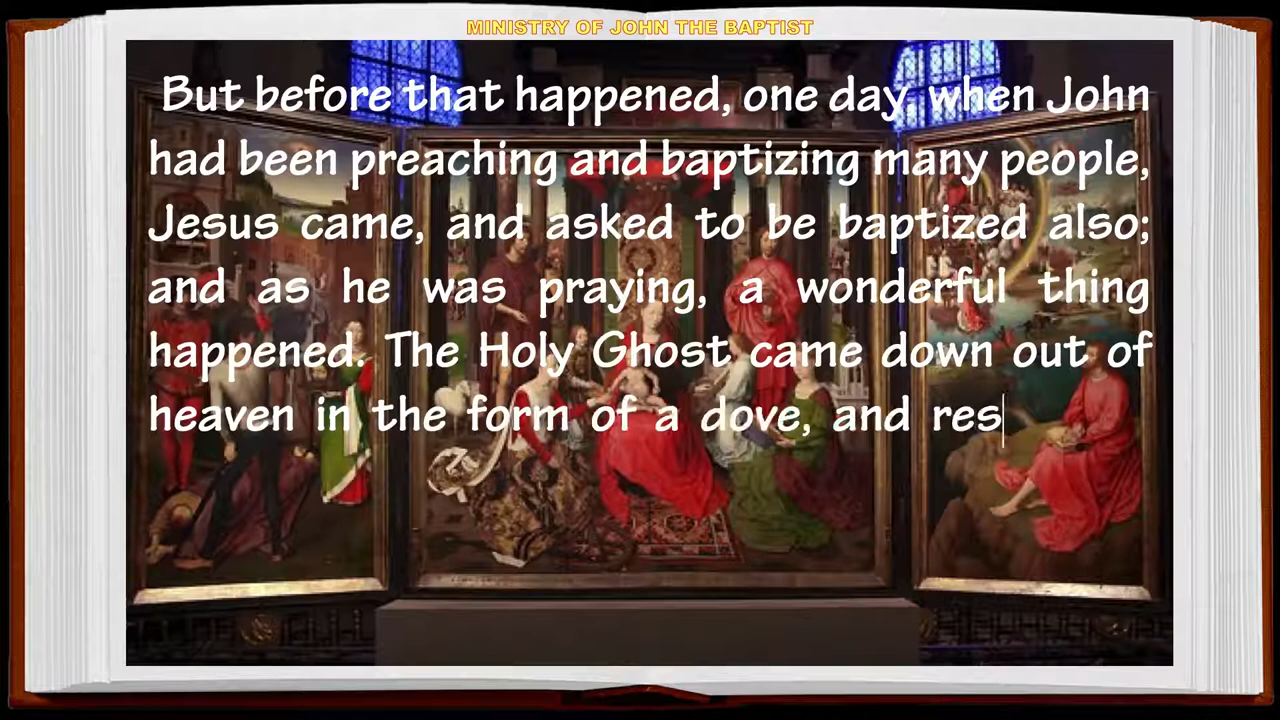 MINISTRY OF JOHN THE BAPTIST
But before that happened, one day, when John
had been preaching and baptizing many people,
Jesus came, and asked to be baptized also;
and as he was praying, a wonderful thing
happened. The Holy Ghost came down out of
heaven in the form of a dove, and res